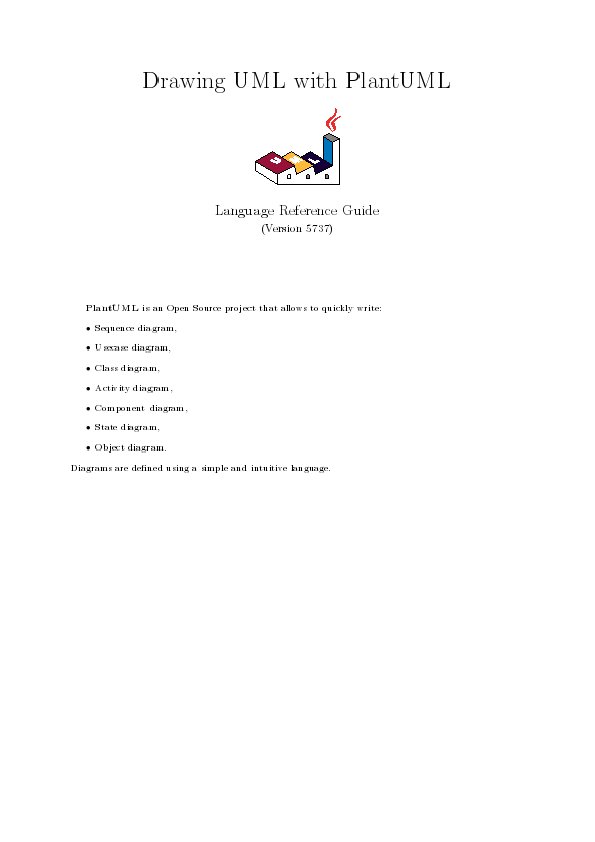 Drawing UML with PlantUML
U M L
Language Reference Guide
(Version 5737)
PlantUML is an Open Source project that allows to quickly write:
• Sequence diagram,
• Usecase diagram,
• Class diagram,
• Activity diagram,
• Component diagram,
• State diagram,
• Object diagram.
Diagrams are defined using a simple and intuitive language.